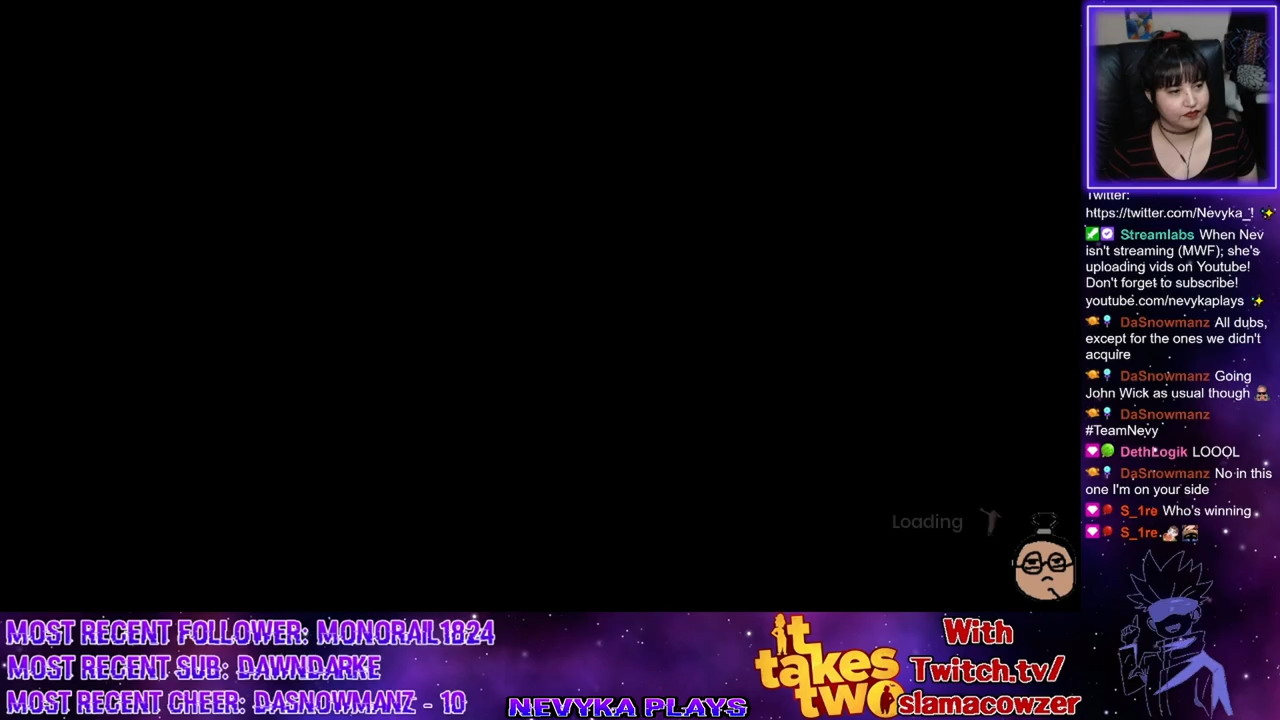 Twitter:
https://twitter.com/Nevyka_! ✨
Streamlabs When Nev
isn't streaming (MWF); she's
uploading vids on Youtube!
Don't forget to subscribe!
youtube.com/nevykaplays ✨
DaSnowmanz All dubs,
except for the ones we didn't
acquire
DaSnowmanz Going
John Wick as usual though
DaSnowmanz
#TeamNevy
DethLogik LOOOL
DaSnowmanz No in this
one I'm on your side
S_1re Who's winning
S_1re
Loading
MOST RECENT FOLLOWER: MONORAIL1824
MOST RECENT SUB: DAWNDARKE
MOST RECENT CHEER: DASNOWMANZ - 10
NEVYKA PLAYS
it
takes
two
With
Twitch.tv/
slamacowzer